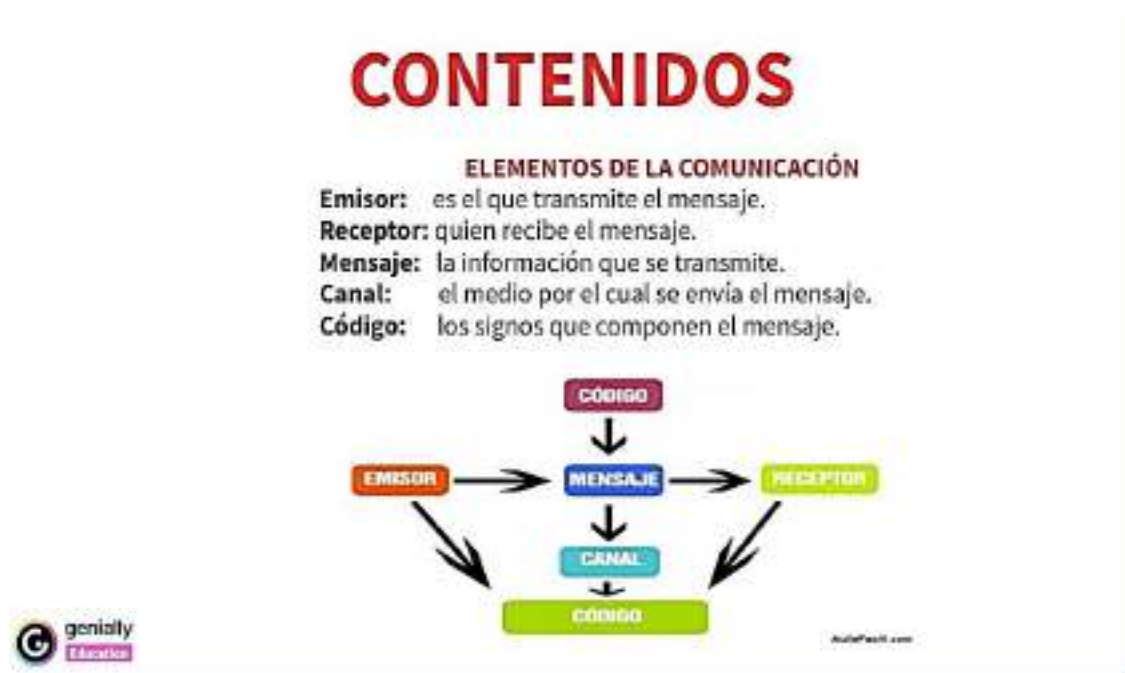 CONTENIDOS
ELEMENTOS DE LA COMUNICACIÓN
Emisor: es el que transmite el mensaje.
Receptor: quien recibe el mensaje.
Mensaje: la información que se transmite.
Canal: el medio por el cual se envía el mensaje.
Código: los signos que componen el mensaje.
CÓDIGO
EMISOR MENSAJE RECEPTOR
CANAL
CÓDIGO
genially
Education
AulaFacil.com